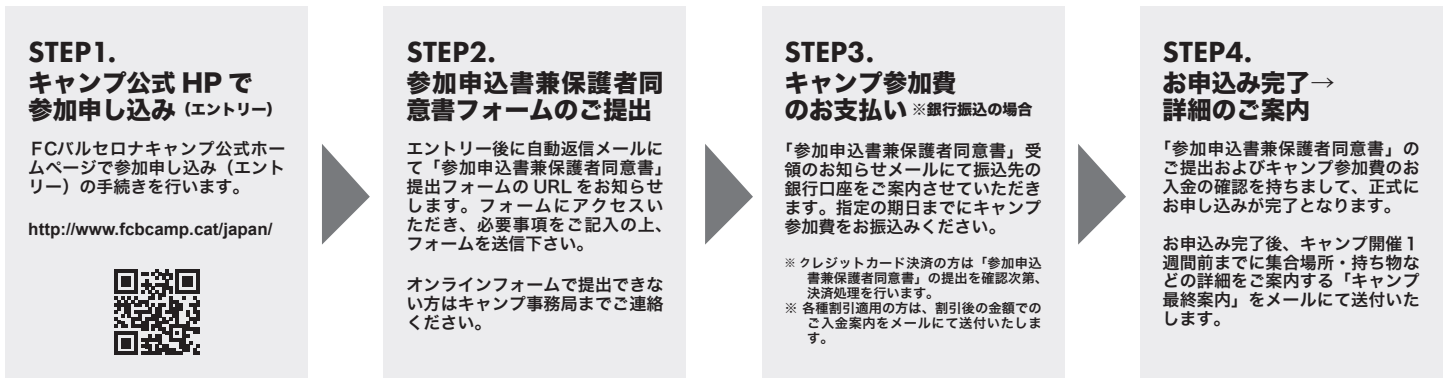 STEP1.
キャンプ公式 HP で
参加申し込み（エントリー）
ＦＣバルセロナキャンプ公式ホー
ムページで参加申し込み（エント
リー）の手続きを行います。
http://www.fcbcamp.cat/japan/
STEP2.
参加申込書兼保護者同
意書フォームのご提出
エントリー後に自動返信メールに
て「参加申込書兼保護者同意書」
提出フォームの URL をお知らせ
します。フォームにアクセスい
ただき、必要事項をご記入の上、
フォームを送信下さい。
オンラインフォームで提出できな
い方はキャンプ事務局までご連絡
ください。
STEP3.
キャンプ参加費
のお支払い ※銀行振込の場合
「参加申込書兼保護者同意書」受
領のお知らせメールにて振込先の
銀行口座をご案内させていただき
ます。指定の期日までにキャンプ
参加費をお振込みください。
※ クレジットカード決済の方は「参加申込
書兼保護者同意書」の提出を確認次第、
決済処理を行います。
※ 各種割引適用の方は、割引後の金額での
ご入金案内をメールにて送付いたしま
す。
STEP4.
お申込み完了→
詳細のご案内
「参加申込書兼保護者同意書」の
ご提出およびキャンプ参加費のお
入金の確認を持ちまして、正式に
お申し込みが完了となります。
お申込み完了後、キャンプ開催１
週間前までに集合場所・持ち物な
どの詳細をご案内する「キャンプ
最終案内」をメールにて送付いた
します。